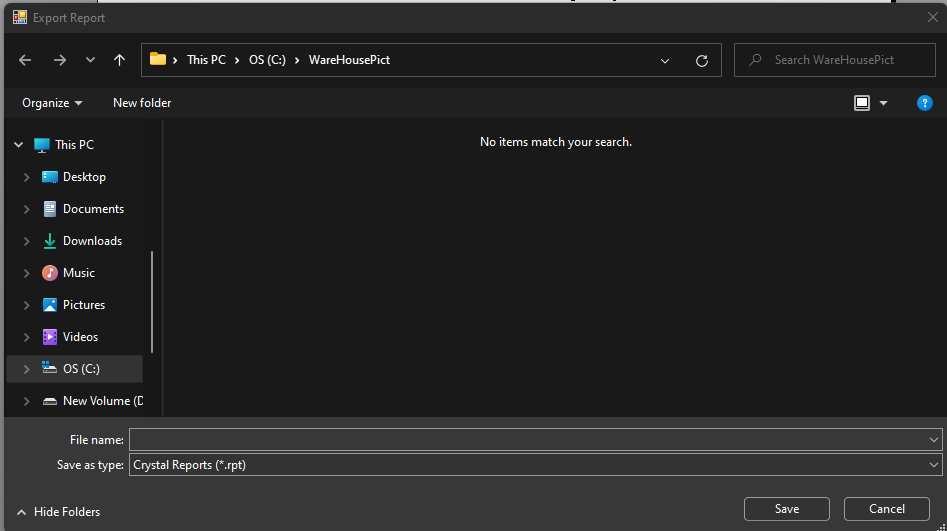 Export Report
This PC > OS (C:) > WareHousePict
Search WareHousePict
Organize
New folder
?
This PC
No items match your search.
Desktop
Documents
Downloads
Music
Pictures
Videos
OS (C:)
New Volume (D
File name:
Save as type: Crystal Reports (*.rpt)
Hide Folders
Save
Cancel